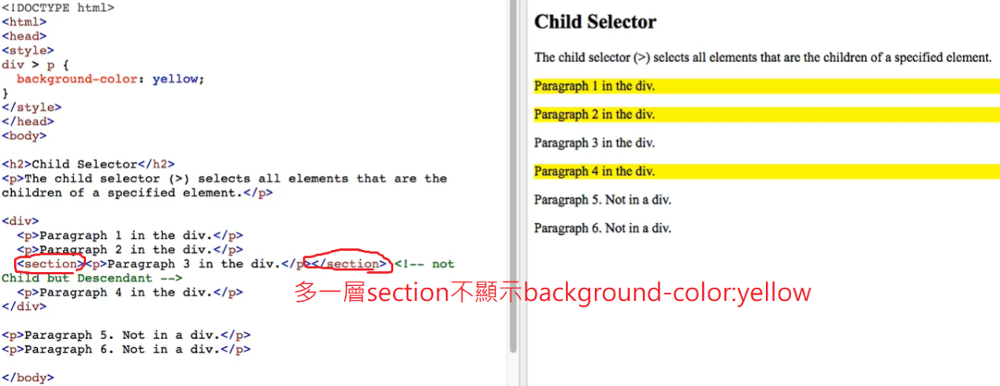 <!DOCTYPE html>
<html>
<head>
<style>
div > p {
  background-color: yellow;
}
</style>
</head>
<body>
<h2>Child Selector</h2>
<p>The child selector (>) selects all elements that are the
children of a specified element.</p>
<div>
  <p>Paragraph 1 in the div.</p>
  <p>Paragraph 2 in the div.</p>
  <section><p>Paragraph 3 in the div.</p></section> <!-- not
Child but Descendant -->
  <p>Paragraph 4 in the div.</p>
</div>
<p>Paragraph 5. Not in a div.</p>
<p>Paragraph 6. Not in a div.</p>
</body>
多一層section不顯示background-color:yellow
Child Selector
The child selector (>) selects all elements that are the children of a specified element.
Paragraph 1 in the div.
Paragraph 2 in the div.
Paragraph 3 in the div.
Paragraph 4 in the div.
Paragraph 5. Not in a div.
Paragraph 6. Not in a div.